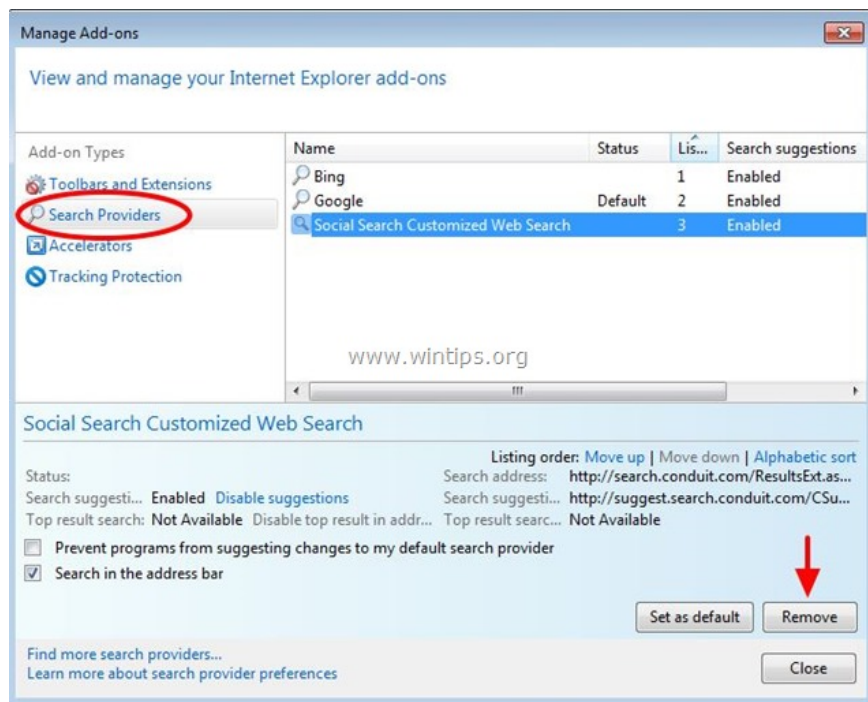 Manage Add-ons
View and manage your Internet Explorer add-ons
Add-on Types
Toolbars and Extensions
Search Providers
Accelerators
Tracking Protection
Name Status Lis... Search suggestions
Bing 1 Enabled
Google Default 2 Enabled
Social Search Customized Web Search 3 Enabled
www.wintips.org
Social Search Customized Web Search
Listing order: Move up | Move down | Alphabetic sort
Status: Search address: http://search.conduit.com/ResultsExt.as...
Search suggesti... Enabled Disable suggestions Search suggesti... http://suggest.search.conduit.com/CSu...
Top result search: Not Available Disable top result in addr... Top result searc... Not Available
Prevent programs from suggesting changes to my default search provider
Search in the address bar
Set as default Remove
Find more search providers...
Learn more about search provider preferences
Close